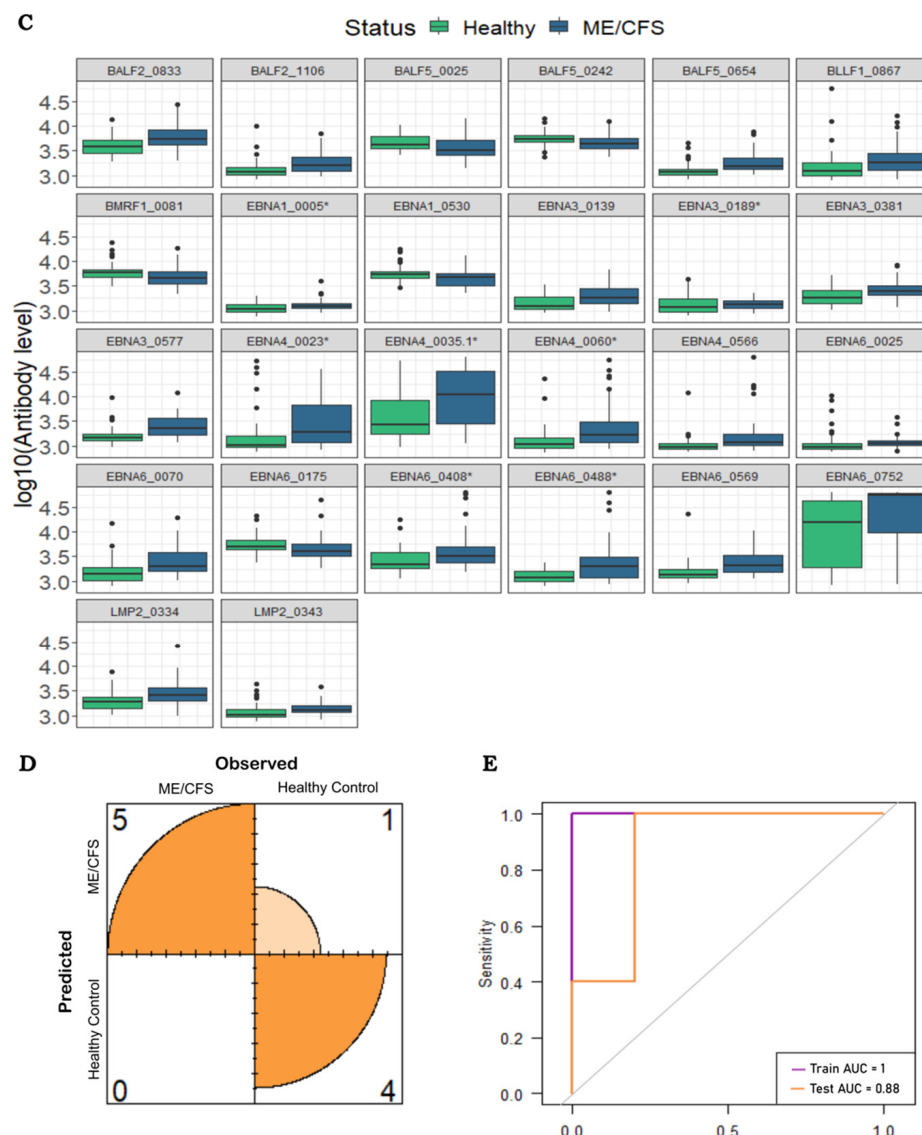 C
Status Healthy ME/CFS
BALF2_0833 BALF2_1106 BALF5_0025 BALF5_0242 BALF5_0654 BLLF1_0867
4.5
4.0
3.5
3.0
BMRF1_0081 EBNA1_0005* EBNA1_0530 EBNA3_0139 EBNA3_0189* EBNA3_0381
4.5
4.0
3.5
3.0
log10(Antibody level)
EBNA3_0577 EBNA4_0023* EBNA4_0035.1* EBNA4_0060* EBNA4_0566 EBNA6_0025
4.5
4.0
3.5
3.0
EBNA6_0070 EBNA6_0175 EBNA6_0408* EBNA6_0488* EBNA6_0569 EBNA6_0752
4.5
4.0
3.5
3.0
LMP2_0334 LMP2_0343
4.5
4.0
3.5
3.0
D
Observed
ME/CFS Healthy Control
5 1
Predicted
ME/CFS
Healthy Control
0 4
E
1.0
0.8
0.6
0.4
0.2
0.0
Sensitivity
Train AUC = 1
Test AUC = 0.88
0.0 0.5 1.0